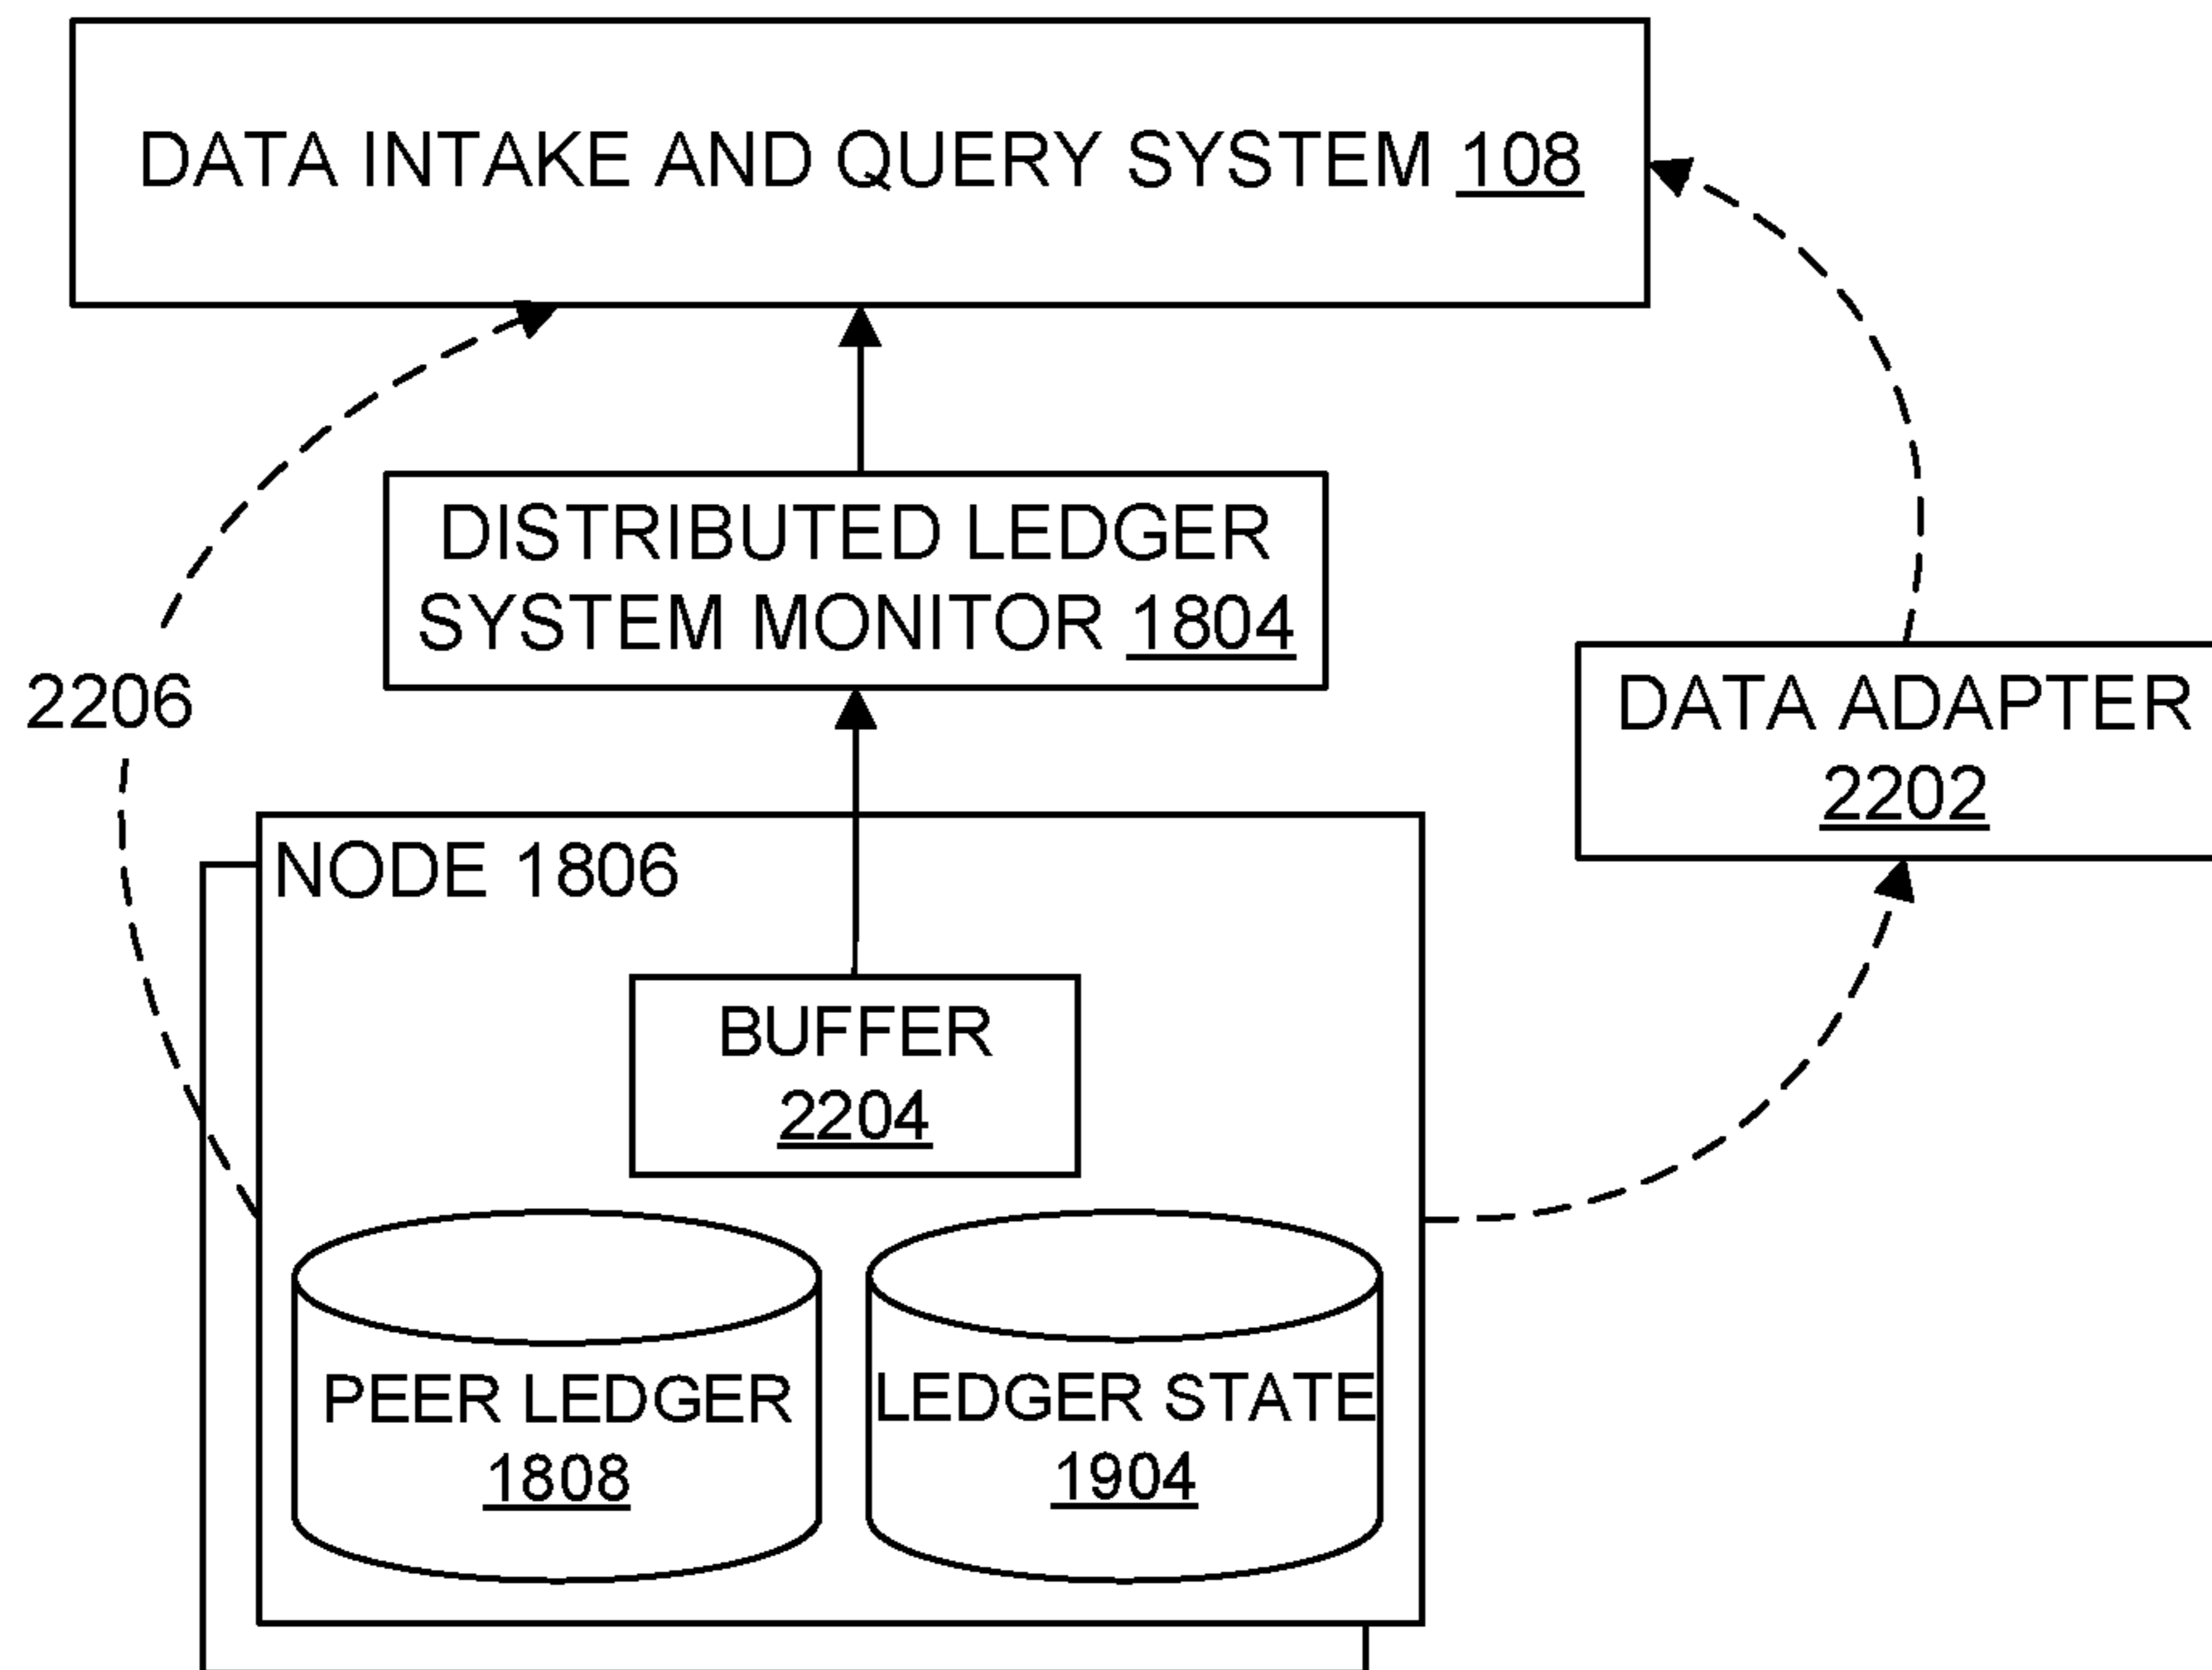 DATA INTAKE AND QUERY SYSTEM 108
DISTRIBUTED LEDGER
SYSTEM MONITOR 1804
2206
DATA ADAPTER
2202
NODE 1806
BUFFER
2204
PEER LEDGER
1808
LEDGER STATE
1904